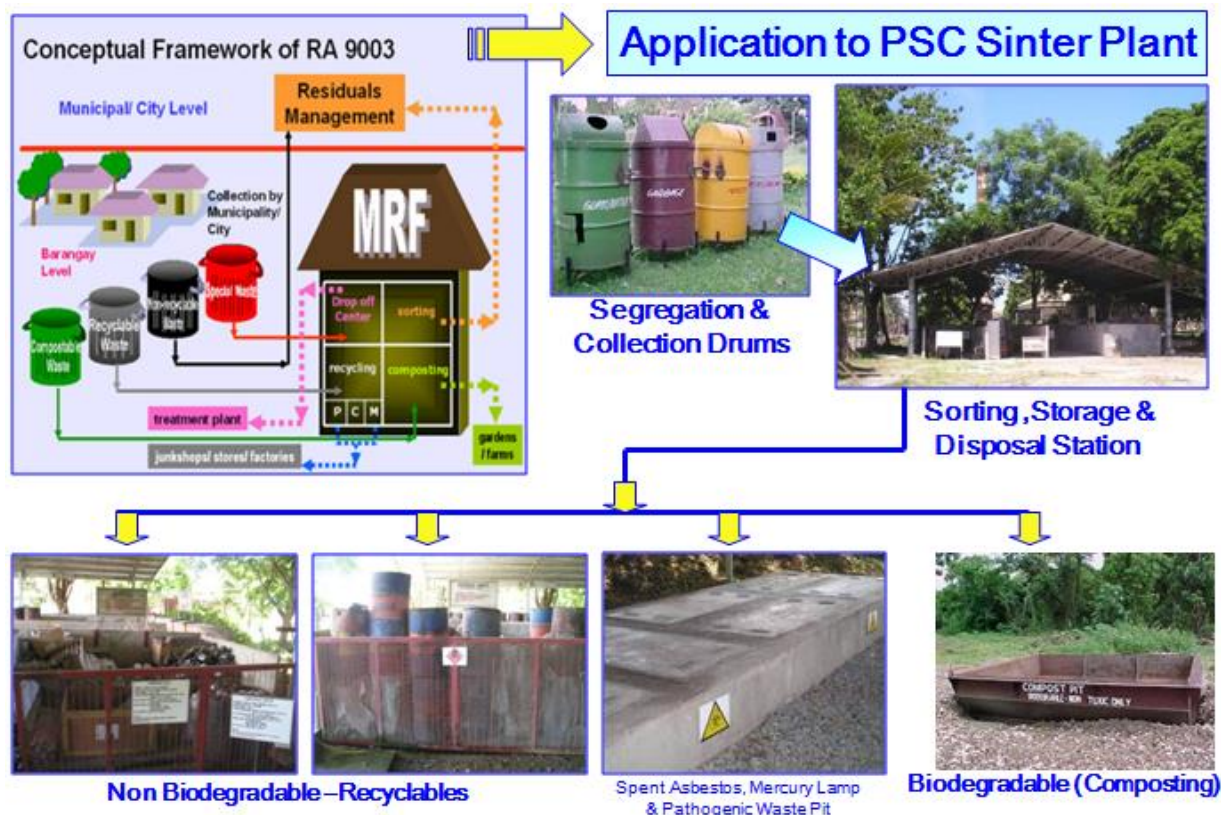 Conceptual Framework of RA 9003
Application to PSC Sinter Plant
Municipal/ City Level
Residuals
Management
Collection by
Municipality/
City
Barangay
Level
MRF
Special Waste
Non-recyclable
Waste
Recyclable
Waste
Compostable
Waste
Drop off
Center
sorting
recycling
composting
P C M
treatment plant
junkshops/ stores/ factories
gardens
/ farms
GARBAGE
Segregation &
Collection Drums
Sorting ,Storage &
Disposal Station
COMPOST PIT
Non Biodegradable –Recyclables
Spent Asbestos, Mercury Lamp
& Pathogenic Waste Pit
Biodegradable (Composting)